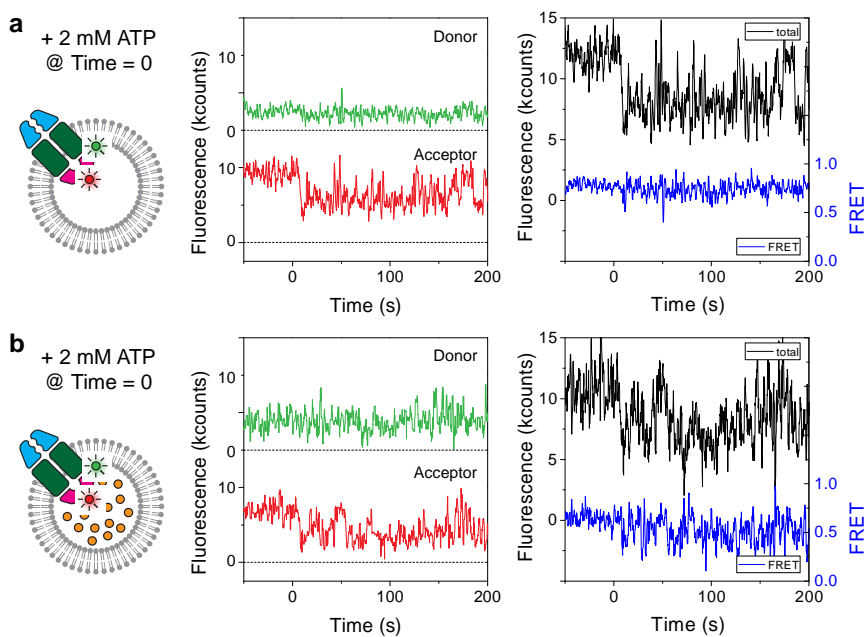 a
+ 2 mM ATP
@ Time = 0
Fluorescence (kcounts)
10
0
10
0
Donor
Acceptor
0
100
200
Time (s)
Fluorescence (kcounts)
15
10
5
0
total
FRET
1.0
0.5
0.0
FRET
0
100
200
Time (s)
b
+ 2 mM ATP
@ Time = 0
Fluorescence (kcounts)
10
0
10
0
Donor
Acceptor
0
100
200
Time (s)
Fluorescence (kcounts)
15
10
5
0
total
FRET
1.0
0.5
0.0
FRET
0
100
200
Time (s)